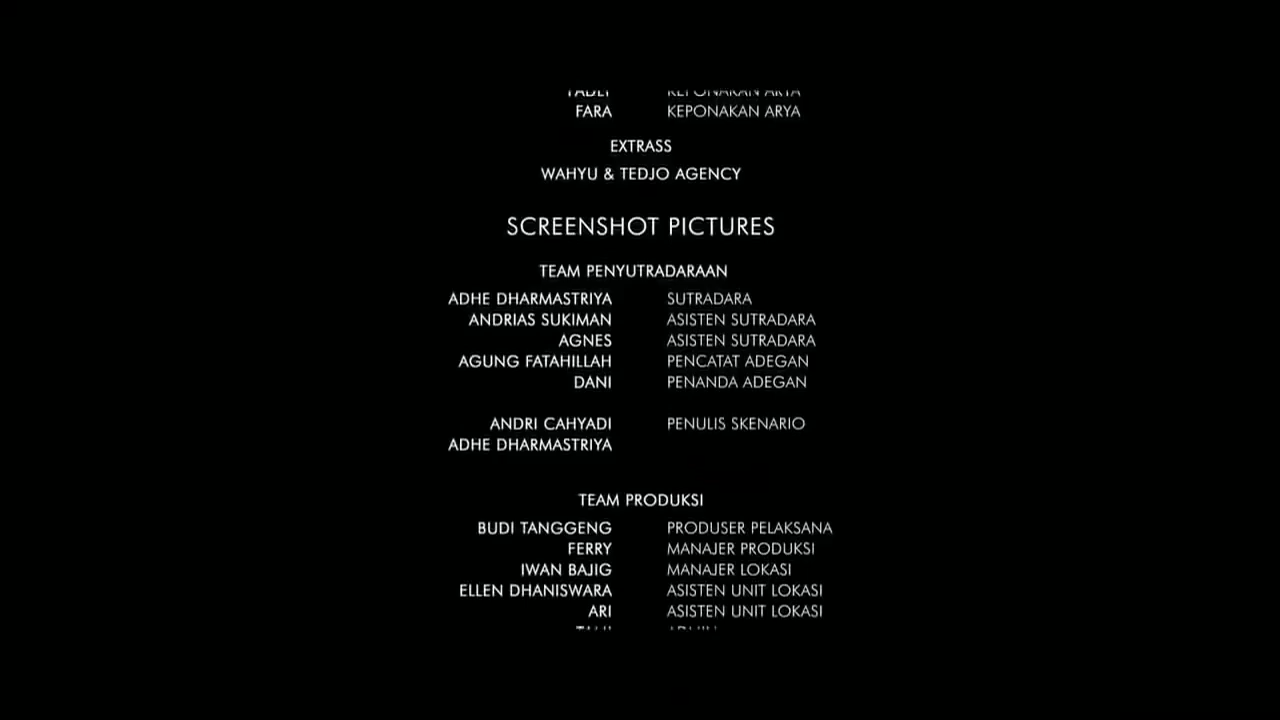 KEPONAKAN ARYA
FARA KEPONAKAN ARYA
EXTRASS
WAHYU & TEDJO AGENCY
SCREENSHOT PICTURES
TEAM PENYUTRADARAAN
ADHE DHARMASTRIYA SUTRADARA
ANDRIAS SUKIMAN ASISTEN SUTRADARA
AGNES ASISTEN SUTRADARA
AGUNG FATAHILLAH PENCATAT ADEGAN
DANI PENANDA ADEGAN
ANDRI CAHYADI PENULIS SKENARIO
ADHE DHARMASTRIYA
TEAM PRODUKSI
BUDI TANGGENG PRODUSER PELAKSANA
FERRY MANAJER PRODUKSI
IWAN BAJIG MANAJER LOKASI
ELLEN DHANISWARA ASISTEN UNIT LOKASI
ARI ASISTEN UNIT LOKASI